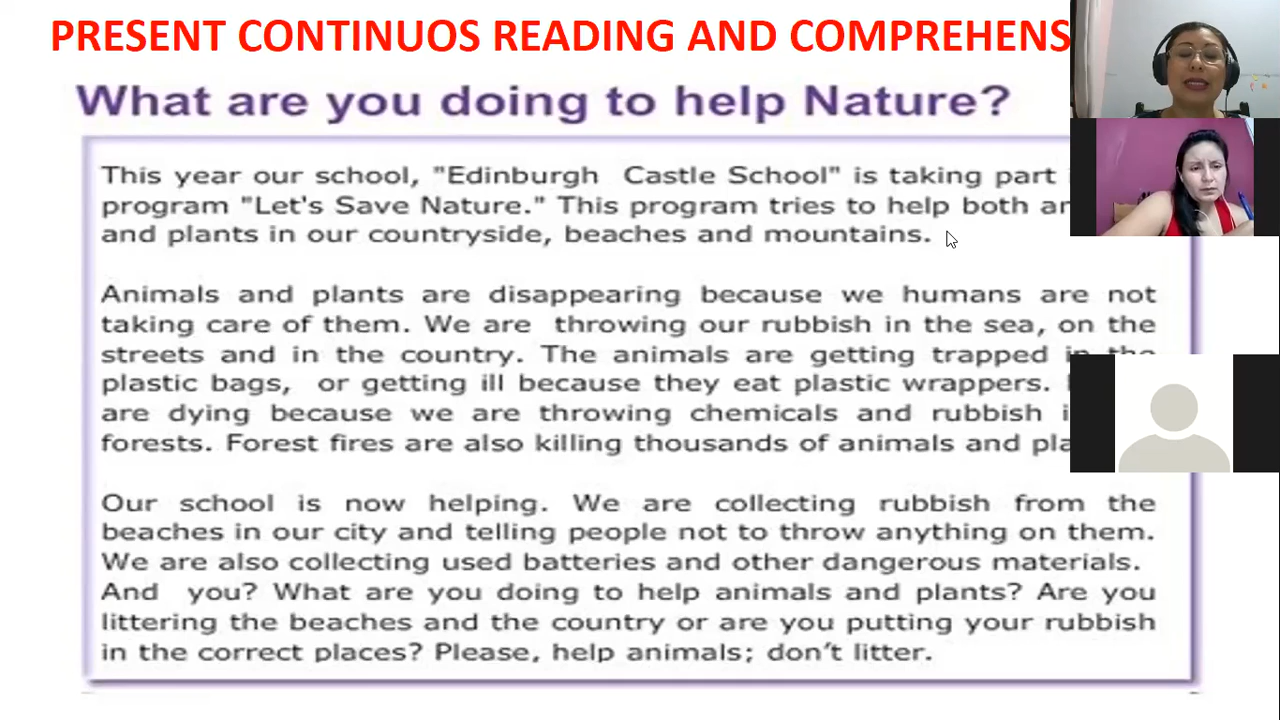 PRESENT CONTINUOS READING AND COMPREHENS
What are you doing to help Nature?
This year our school, "Edinburgh Castle School" is taking part
program "Let's Save Nature." This program tries to help both
and plants in our countryside, beaches and mountains.
Animals and plants are disappearing because we humans are not
taking care of them. We are throwing our rubbish in the sea, on the
streets and in the country. The animals are getting trapped in the
plastic bags, or getting ill because they eat plastic wrappers.
are dying because we are throwing chemicals and rubbish
forests. Forest fires are also killing thousands of animals and
Our school is now helping. We are collecting rubbish from the
beaches in our city and telling people not to throw anything on them.
We are also collecting used batteries and other dangerous materials.
And you? What are you doing to help animals and plants? Are you
littering the beaches and the country or are you putting your rubbish
in the correct places? Please, help animals; don't litter.